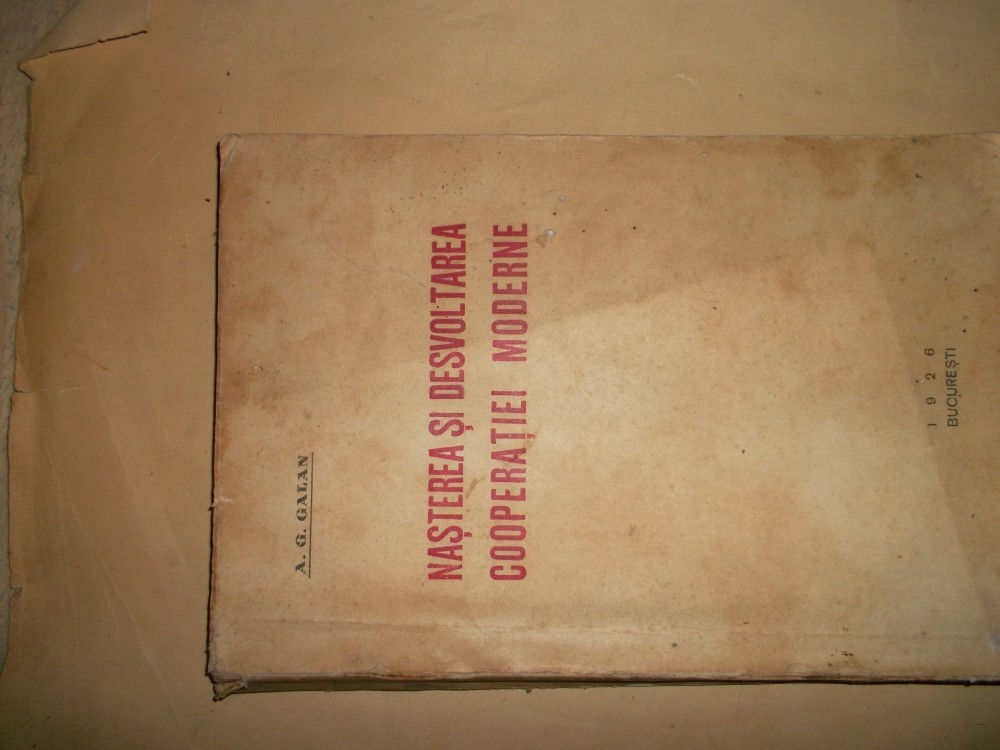 A. G. GALAN
NAȘTEREA ȘI DESVOLTAREA
COOPERAȚIEI MODERNE
1926
BUCUREȘTI